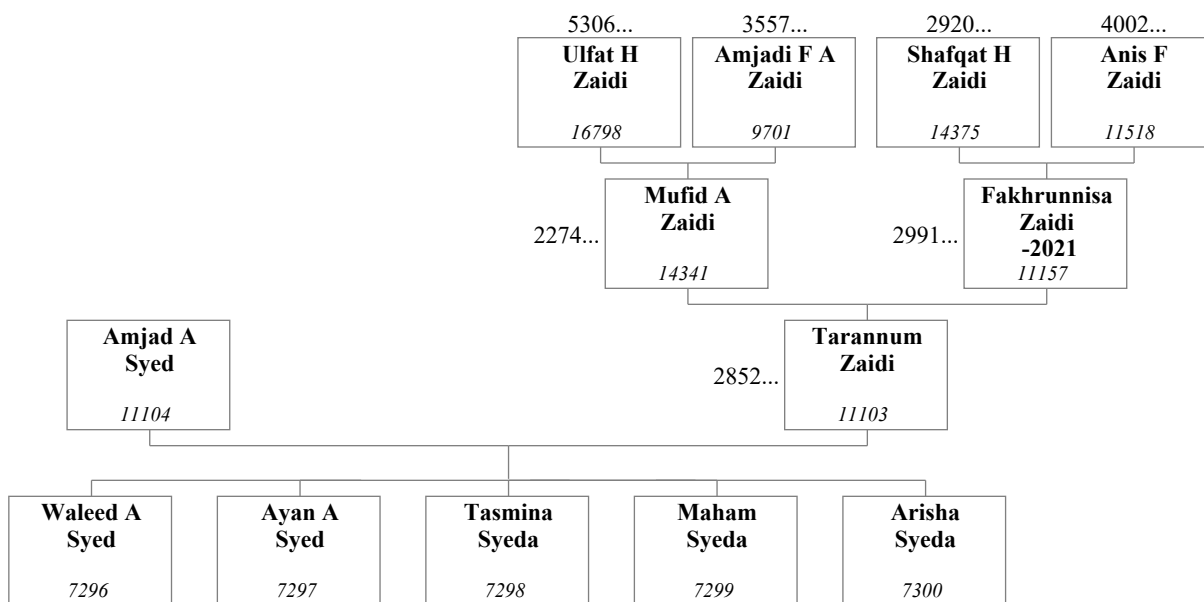 5306...
3557...
2920...
4002...
Ulfat H
Zaidi
16798
Amjadi F A
Zaidi
9701
Shafqat H
Zaidi
14375
Anis F
Zaidi
11518
2274...
Mufid A
Zaidi
14341
2991...
Fakhrunnisa
Zaidi
-2021
11157
Amjad A
Syed
11104
2852...
Tarannum
Zaidi
11103
Waleed A
Syed
7296
Ayan A
Syed
7297
Tasmina
Syeda
7298
Maham
Syeda
7299
Arisha
Syeda
7300